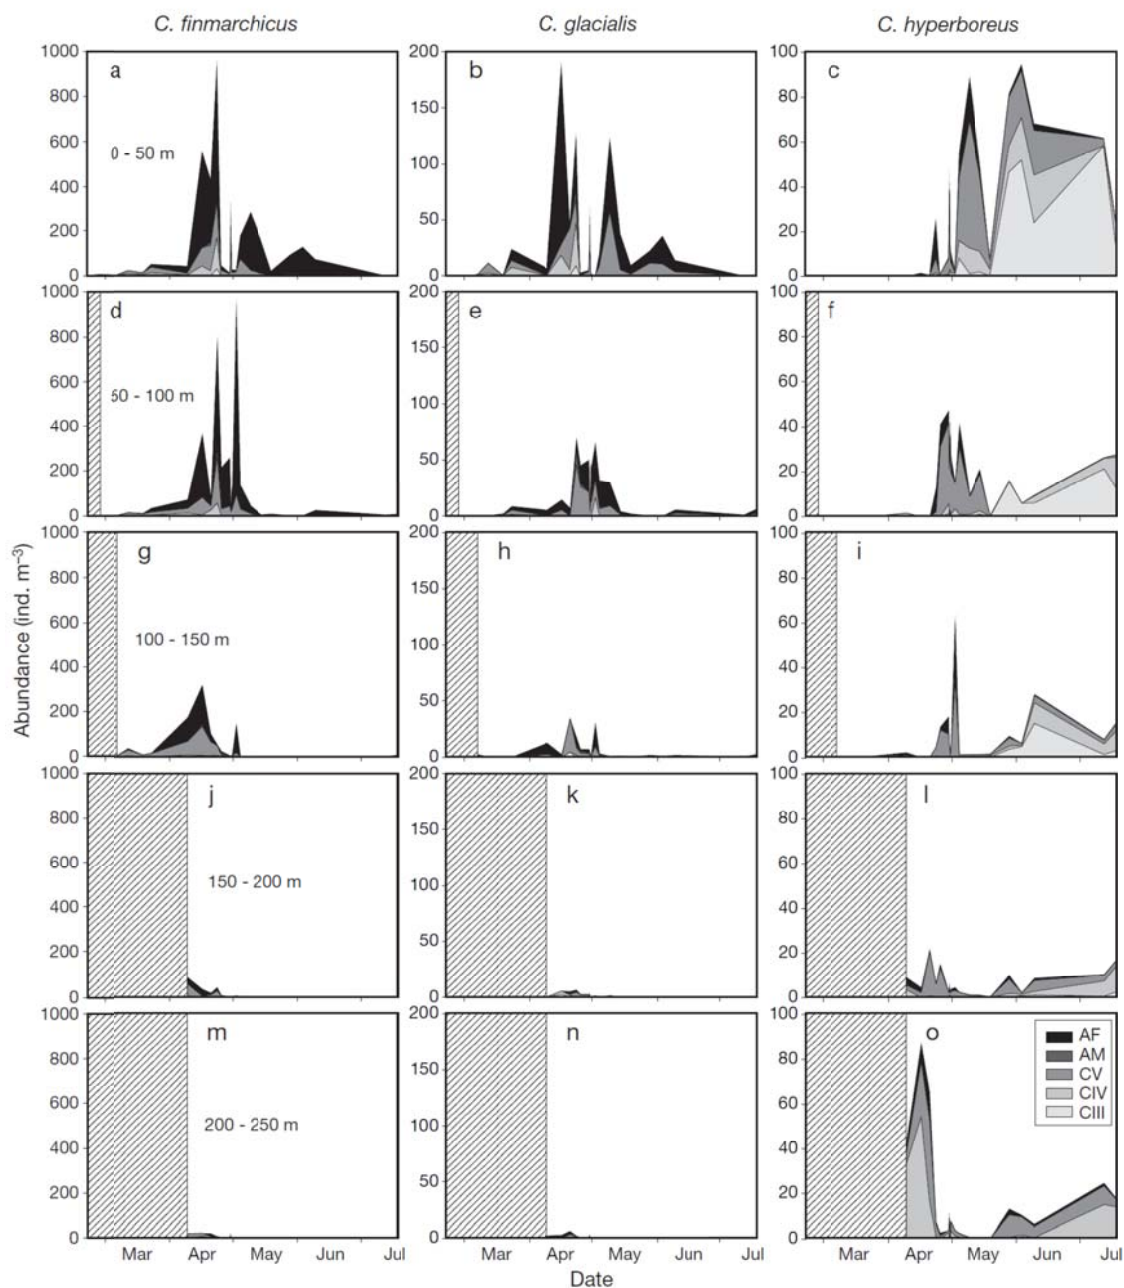 C. finmarchicus C. glacialis C. hyperboreus
1000 200 100
a b c
800 80
150
600 0 - 50 m 60
100
400 40
50
200 20
0 0 0
1000 200 100
d e f
800 80
150
600 50 - 100 m 60
100
400 40
50
200 20
0 0 0
Abundance (ind. m⁻³)
1000 200 100
g h i
800 80
150
600 100 - 150 m 60
100
400 40
50
200 20
0 0 0
1000 200 100
j k l
800 80
150
600 150 - 200 m 60
100
400 40
50
200 20
0 0 0
1000 200 100
m n o
AF
800 80
AM
150
CV
600 60
CIV
200 - 250 m 100
CIII
400 40
50
200 20
0 0 0
Mar Apr May Jun Jul Mar Apr May Jun Jul Mar Apr May Jun Jul
Date